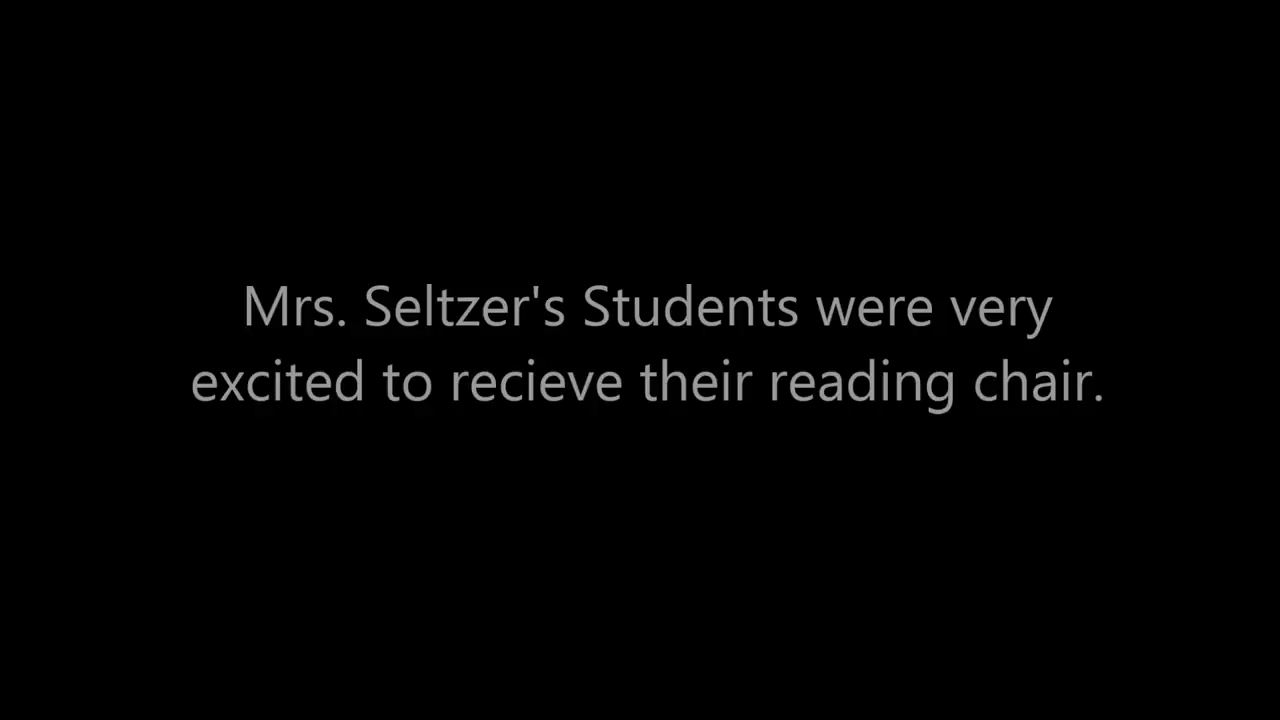 Mrs. Seltzer's Students were very
excited to recieve their reading chair.